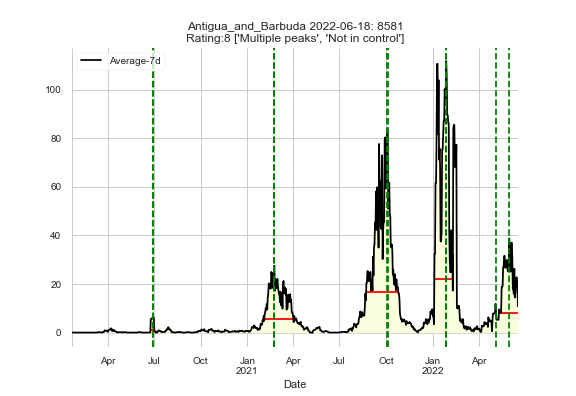 Antigua_and_Barbuda 2022-06-18: 8581
Rating:8 ['Multiple peaks', 'Not in control']
Average-7d
100
80
60
40
20
0
Apr Jul Oct Jan Apr Jul Oct Jan Apr
2021 2022
Date